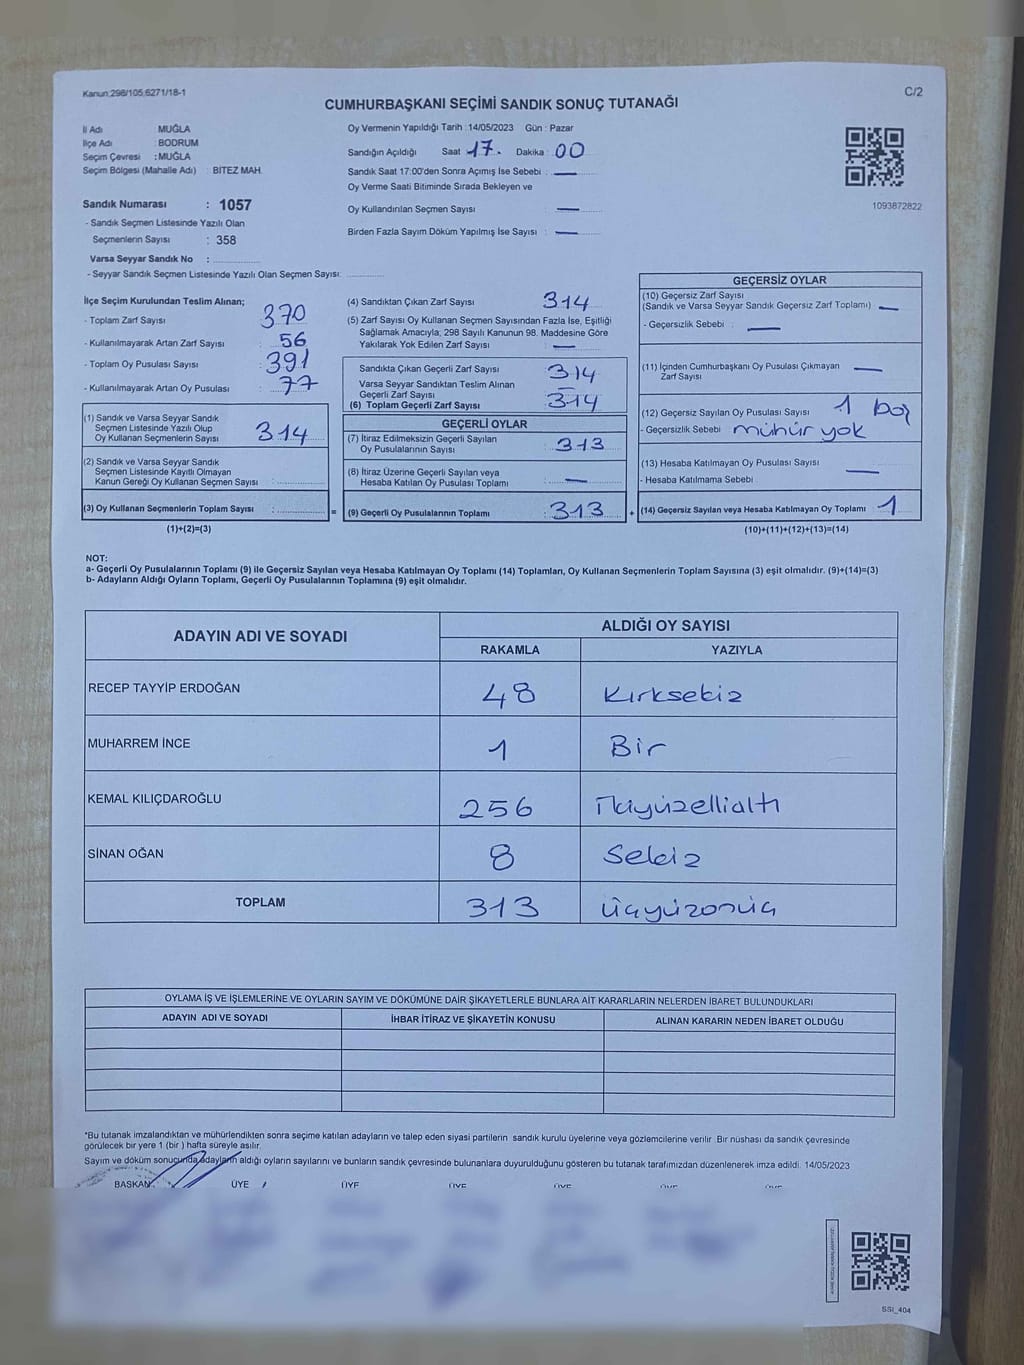 Kanun:298/105;6271/18-1
C/2
CUMHURBAŞKANI SEÇİMİ SANDIK SONUÇ TUTANAĞI
İl Adı : MUĞLA
İlçe Adı : BODRUM
Seçim Çevresi : MUĞLA
Seçim Bölgesi (Mahalle Adı) : BİTEZ MAH.
Sandık Numarası : 1057
- Sandık Seçmen Listesinde Yazılı Olan
Seçmenlerin Sayısı : 358
Varsa Seyyar Sandık No :
- Seyyar Sandık Seçmen Listesinde Yazılı Olan Seçmen Sayısı:
Oy Vermenin Yapıldığı Tarih : 14/05/2023 Gün : Pazar
Sandığın Açıldığı Saat 17. Dakika : 00
Sandık Saat 17:00'den Sonra Açımış İse Sebebi : —
Oy Verme Saati Bitiminde Sırada Bekleyen ve
Oy Kullandırılan Seçmen Sayısı —
Birden Fazla Sayım Döküm Yapılmış İse Sayısı : —
1093872822
İlçe Seçim Kurulundan Teslim Alınan;
- Toplam Zarf Sayısı : 370
- Kullanılmayarak Artan Zarf Sayısı : 56
- Toplam Oy Pusulası Sayısı : 391
- Kullanılmayarak Artan Oy Pusulası : 77
(1) Sandık ve Varsa Seyyar Sandık
Seçmen Listesinde Yazılı Olup
Oy Kullanan Seçmenlerin Sayısı : 314
(2) Sandık ve Varsa Seyyar Sandık
Seçmen Listesinde Kayıtlı Olmayan
Kanun Gereği Oy Kullanan Seçmen Sayısı :
(3) Oy Kullanan Seçmenlerin Toplam Sayısı : =
(1)+(2)=(3)
(4) Sandıktan Çıkan Zarf Sayısı 314
(5) Zarf Sayısı Oy Kullanan Seçmen Sayısından Fazla İse, Eşitliği
Sağlamak Amacıyla, 298 Sayılı Kanunun 98. Maddesine Göre
Yakılarak Yok Edilen Zarf Sayısı : —
Sandıkta Çıkan Geçerli Zarf Sayısı 314
Varsa Seyyar Sandıktan Teslim Alınan
Geçerli Zarf Sayısı : —
(6) Toplam Geçerli Zarf Sayısı 314
GEÇERLİ OYLAR
(7) İtiraz Edilmeksizin Geçerli Sayılan
Oy Pusulalarının Sayısı : 313
(8) İtiraz Üzerine Geçerli Sayılan veya
Hesaba Katılan Oy Pusulası Toplamı : —
(9) Geçerli Oy Pusulalarının Toplamı : 313 +
GEÇERSİZ OYLAR
(10) Geçersiz Zarf Sayısı
(Sandık ve Varsa Seyyar Sandık Geçersiz Zarf Toplamı) —
- Geçersizlik Sebebi : —
(11) İçinden Cumhurbaşkanı Oy Pusulası Çıkmayan
Zarf Sayısı —
(12) Geçersiz Sayılan Oy Pusulası Sayısı 1 boş
- Geçersizlik Sebebi mühür yok
(13) Hesaba Katılmayan Oy Pusulası Sayısı —
- Hesaba Katılmama Sebebi
(14) Geçersiz Sayılan veya Hesaba Katılmayan Oy Toplamı 1
(10)+(11)+(12)+(13)=(14)
NOT:
a- Geçerli Oy Pusulalarının Toplamı (9) ile Geçersiz Sayılan veya Hesaba Katılmayan Oy Toplamı (14) Toplamları, Oy Kullanan Seçmenlerin Toplam Sayısına (3) eşit olmalıdır. (9)+(14)=(3)
b- Adayların Aldığı Oyların Toplamı, Geçerli Oy Pusulalarının Toplamına (9) eşit olmalıdır.
ADAYIN ADI VE SOYADI ALDIĞI OY SAYISI
RAKAMLA YAZIYLA
RECEP TAYYİP ERDOĞAN 48 Kırksekiz
MUHARREM İNCE 1 Bir
KEMAL KILIÇDAROĞLU 256 İkiyüzellialtı
SİNAN OĞAN 8 Sekiz
TOPLAM 313 Üçyüzonüç
OYLAMA İŞ VE İŞLEMLERİNE VE OYLARIN SAYIM VE DÖKÜMÜNE DAİR ŞİKAYETLERLE BUNLARA AİT KARARLARIN NELERDEN İBARET BULUNDUKLARI
ADAYIN ADI VE SOYADI İHBAR İTİRAZ VE ŞİKAYETİN KONUSU ALINAN KARARIN NEDEN İBARET OLDUĞU
*Bu tutanak imzalandıktan ve mühürlendikten sonra seçime katılan adayların ve talep eden siyasi partilerin sandık kurulu üyelerine veya gözlemcilerine verilir. Bir nüshası da sandık çevresinde
görülecek bir yere 1 (bir) hafta süreyle asılır.
Sayım ve döküm sonucunda adayların aldığı oyların sayılarını ve bunların sandık çevresinde bulunanlara duyurulduğunu gösteren bu tutanak tarafımızdan düzenlenerek imza edildi. 14/05/2023
BAŞKAN ÜYE ÜYE ÜYE ÜYE ÜYE ÜYE
SSI_404